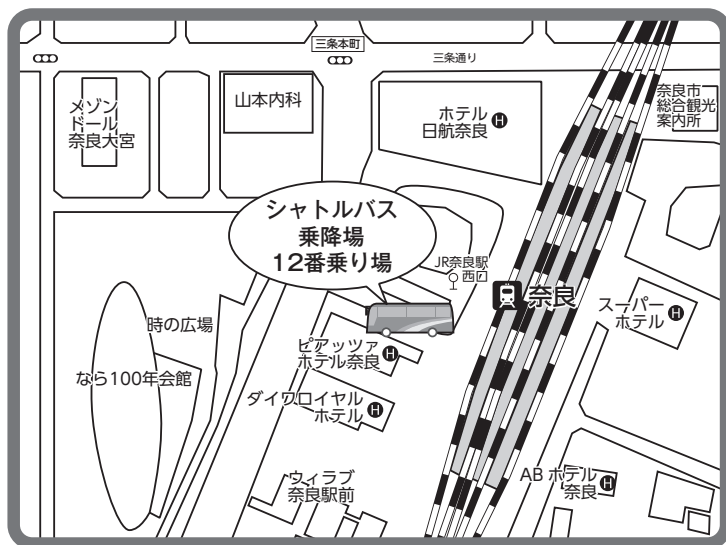 三条本町
三条通り
メゾン
ドール
奈良大宮
山本内科
ホテル
日航奈良
H
奈良市
総合観光
案内所
シャトルバス
乗降場
12番乗り場
JR奈良駅
西口
奈良
スーパー
ホテル
H
時の広場
ピアッツァ
ホテル奈良
H
なら100年会館
ダイワロイヤル
ホテル
H
ウィラブ
奈良駅前
ABホテル
奈良
H